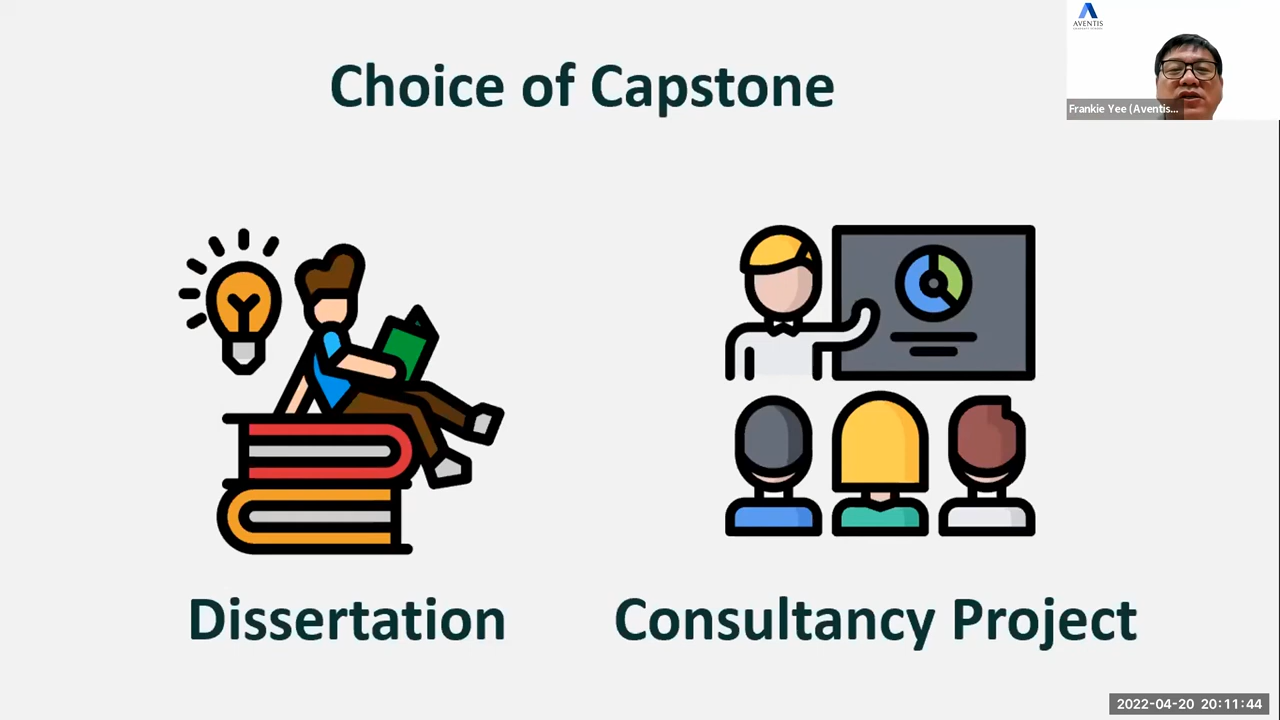 Choice of Capstone
AVENTIS
Frankie Yee (Aventis...
Dissertation
Consultancy Project
2022-04-20 20:11:44